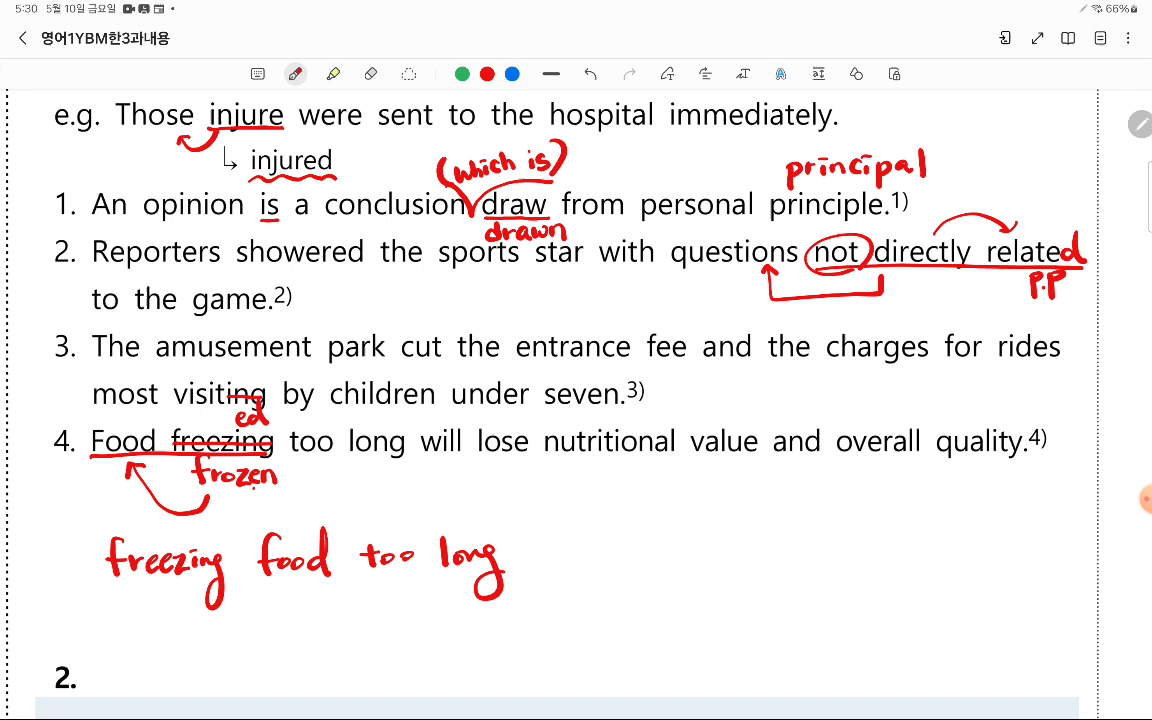 5:30 5월 10일 금요일
66%
영어1YBM한3과내용
e.g. Those injure were sent to the hospital immediately.
injured
(which is)
principal
1. An opinion is a conclusion draw from personal principle.1)
drawn
2. Reporters showered the sports star with questions not directly related
p.p
to the game.2)
3. The amusement park cut the entrance fee and the charges for rides
most visiting by children under seven.3)
ed
4. Food freezing too long will lose nutritional value and overall quality.4)
frozen
freezing food too long
2.